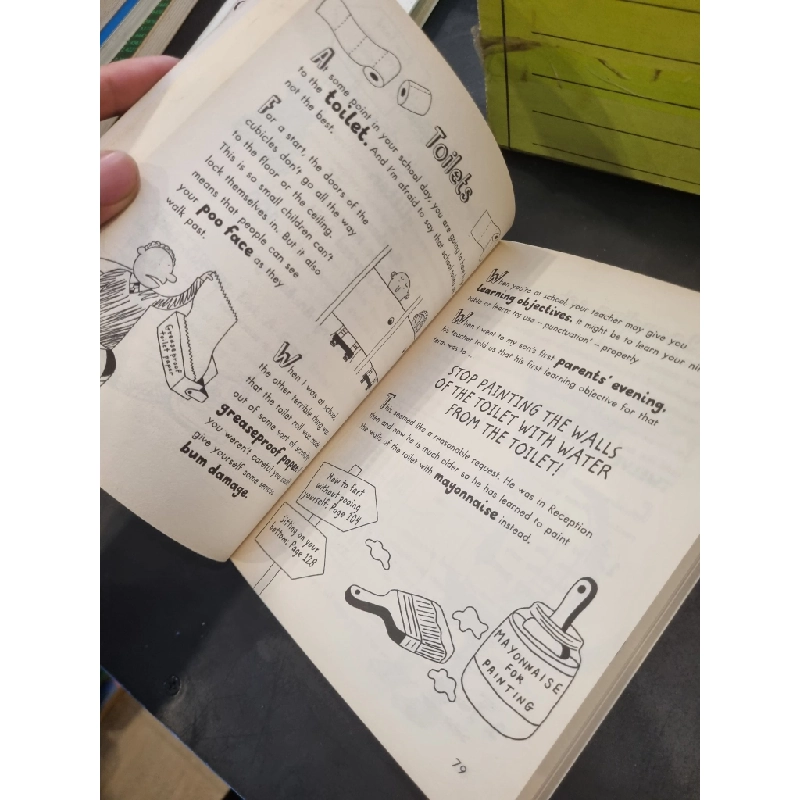 Toilets
At some point in your school day, you are going to have
to the toilet. And I'm afraid to say that school
not the best.
For a start, the doors of the
cubicles don't go all the way
to the floor or the ceiling.
This is so small children can't
lock themselves in. But it also
means that people can see
your poo face as they
walk past.
Greaseproof
toilet paper
When I was at school,
the other terrible thing was
that the toilet roll was made
out of some sort of
greaseproof paper.
you weren't careful you could
give yourself some serious
bum damage.
When you're at school your teacher may give you
learning objectives. It might be to learn your
tables or learn to use – 'punctuation' – properly
When I went to my son's first parents' evening,
his teacher told us that his first learning objective for that
term was to –
STOP PAINTING THE WALLS
OF THE TOILET WITH WATER
FROM THE TOILET!
This seemed like a reasonable request. He was in Reception
then and now he is much older so he has learned to paint
the walls of the toilet with mayonnaise instead.
How to fart
without pooing
yourself, Page 104
Sitting on your
bottom, Page 128
MAYONNAISE
FOR
PAINTING
79